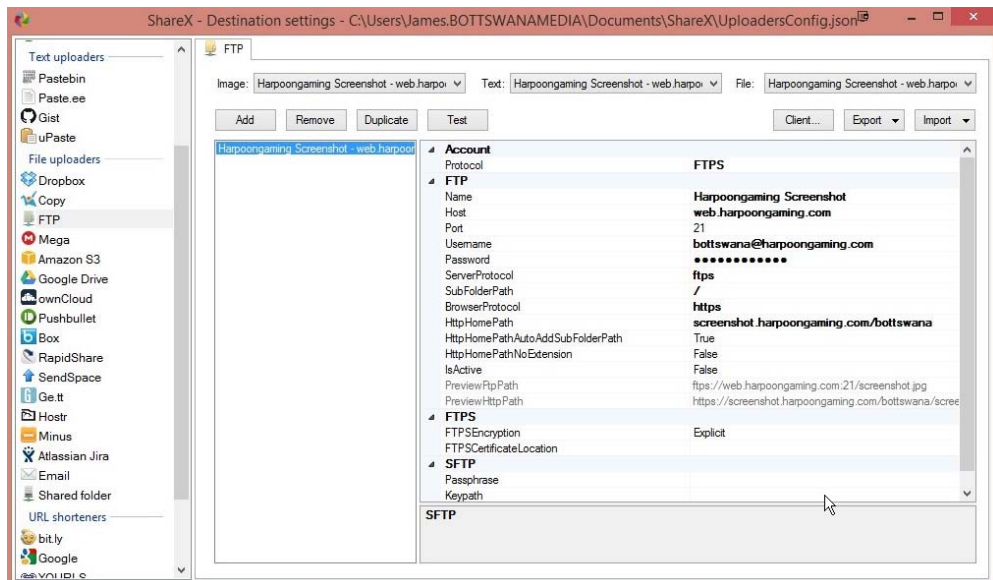 ShareX - Destination settings - C:\Users\James.BOTTSWANAMEDIA\Documents\ShareX\UploadersConfig.json
Text uploaders
Pastebin
Paste.ee
Gist
uPaste
File uploaders
Dropbox
Copy
FTP
Mega
Amazon S3
Google Drive
ownCloud
Pushbullet
Box
RapidShare
SendSpace
Ge.tt
Hostr
Minus
Atlassian Jira
Email
Shared folder
URL shorteners
bit.ly
Google
YOURLS
FTP
Image: Harpoongaming Screenshot - web.harpo Text: Harpoongaming Screenshot - web.harpo File: Harpoongaming Screenshot - web.harpo
Add Remove Duplicate Test Client... Export Import
Harpoongaming Screenshot - web.harpoor
Account
Protocol FTPS
FTP
Name Harpoongaming Screenshot
Host web.harpoongaming.com
Port 21
Username bottswana@harpoongaming.com
Password ●●●●●●●●●●●●
ServerProtocol ftps
SubFolderPath /
BrowserProtocol https
HttpHomePath screenshot.harpoongaming.com/bottswana
HttpHomePathAutoAddSubFolderPath True
HttpHomePathNoExtension False
IsActive False
PreviewFtpPath ftps://web.harpoongaming.com:21/screenshot.jpg
PreviewHttpPath https://screenshot.harpoongaming.com/bottswana/scree
FTPS
FTPSEncryption Explicit
FTPSCertificateLocation
SFTP
Passphrase
Keypath
SFTP